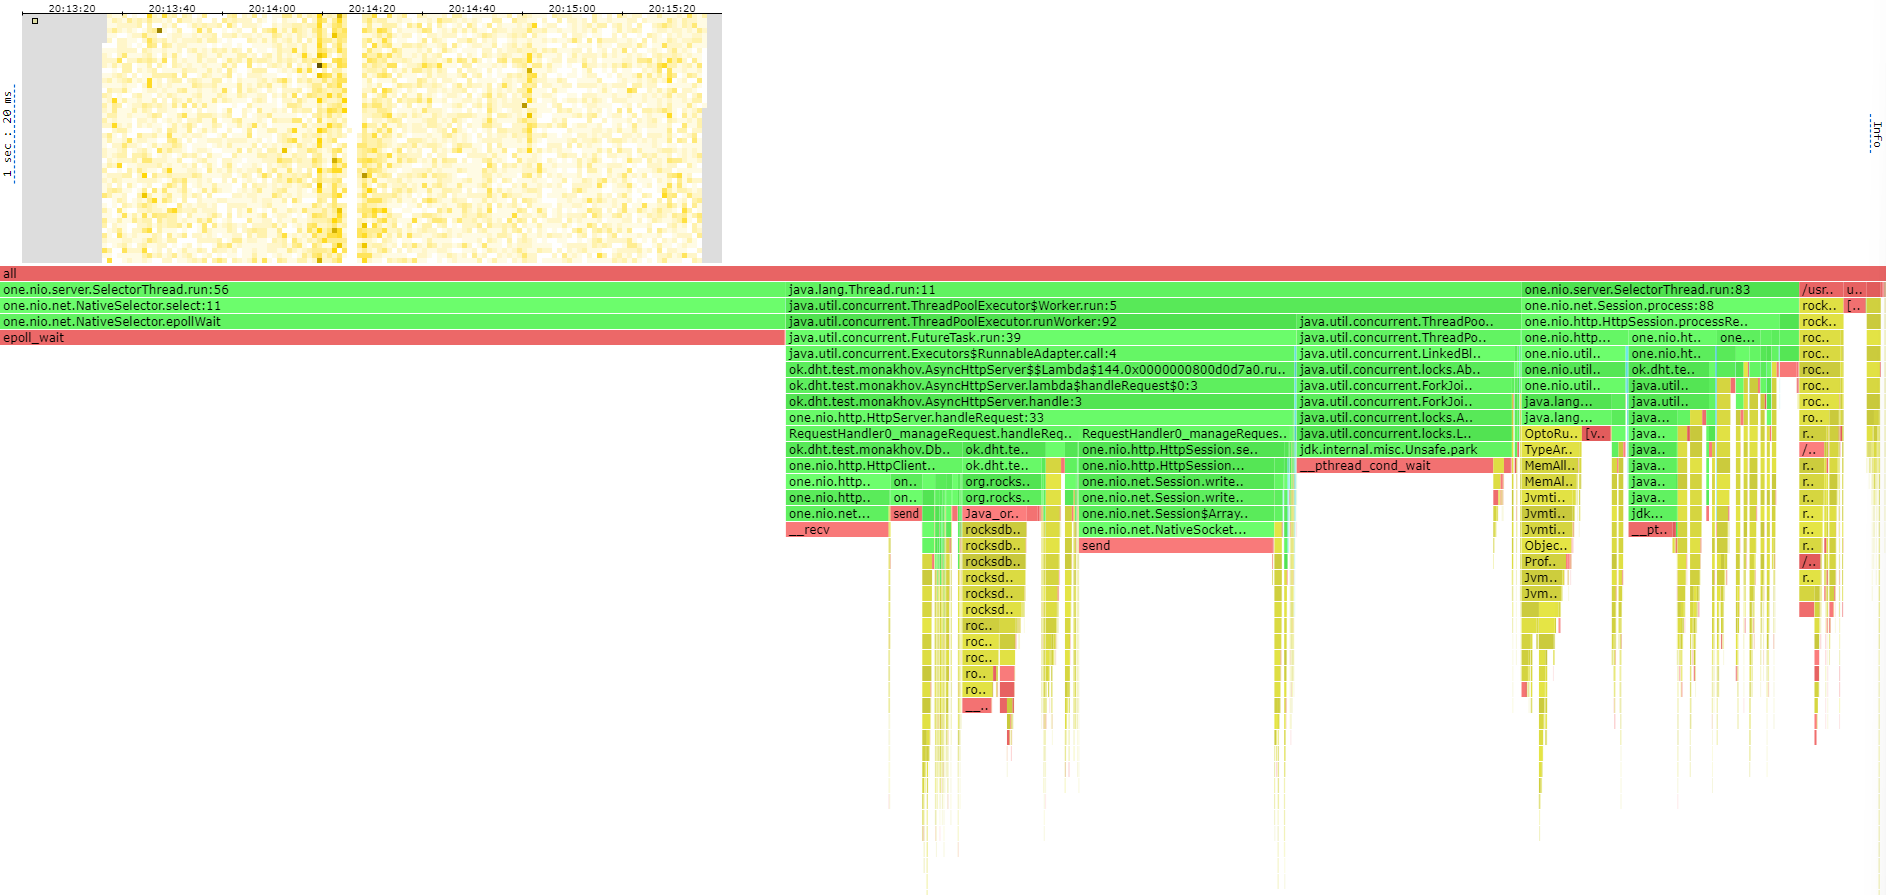 20:13:20 20:13:40 20:14:00 20:14:20 20:14:40 20:15:00 20:15:20
1 sec : 20 ms
Info
all
one.nio.server.SelectorThread.run:56 java.lang.Thread.run:11 one.nio.server.SelectorThread.run:83 /usr.. u..
one.nio.net.NativeSelector.select:11 java.util.concurrent.ThreadPoolExecutor$Worker.run:5 one.nio.net.Session.process:88 rock.. [..
one.nio.net.NativeSelector.epollWait java.util.concurrent.ThreadPoolExecutor.runWorker:92 java.util.concurrent.ThreadPoo.. one.nio.http.HttpSession.processRe.. rock..
epoll_wait java.util.concurrent.FutureTask.run:39 java.util.concurrent.ThreadPo.. one.nio.http... one.nio.ht.. one... roc..
java.util.concurrent.Executors$RunnableAdapter.call:4 java.util.concurrent.LinkedBl.. one.nio.util.. one.nio.ht.. roc..
ok.dht.test.monakhov.AsyncHttpServer$$Lambda$144.0x0000000800d0d7a0.ru.. java.util.concurrent.locks.Ab.. one.nio.util.. ok.dht.te.. roc..
ok.dht.test.monakhov.AsyncHttpServer.lambda$handleRequest$0:3 java.util.concurrent.ForkJoi.. one.nio.util.. java.util.. roc..
ok.dht.test.monakhov.AsyncHttpServer.handle:3 java.util.concurrent.ForkJoi.. java.lang... java.util.. roc..
one.nio.http.HttpServer.handleRequest:33 java.util.concurrent.locks.A.. java.lang... java... ro..
RequestHandler0_manageRequest.handleReq.. RequestHandler0_manageReques.. java.util.concurrent.locks.L.. OptoRu.. [v.. java.. r..
ok.dht.test.monakhov.Db.. ok.dht.te.. one.nio.http.HttpSession.se.. jdk.internal.misc.Unsafe.park TypeAr.. java.. /..
one.nio.http.HttpClient.. ok.dht.te.. one.nio.http.HttpSession... __pthread_cond_wait MemAll.. java.. r..
one.nio.http.. on.. org.rocks.. one.nio.net.Session.write.. MemAl.. java.. r..
one.nio.http.. on.. org.rocks.. one.nio.net.Session.write.. Jvmti.. java.. r..
one.nio.net... send Java_or.. one.nio.net.Session$Array.. Jvmti.. jdk... r..
__recv rocksdb.. one.nio.net.NativeSocket... Jvmti.. __pt.. r..
rocksdb.. send Objec.. r..
rocksdb.. Prof.. /..
rocksd.. Jvm.. r..
rocksd.. Jvm..
rocksd..
roc..
roc..
roc..
ro..
ro..
__..